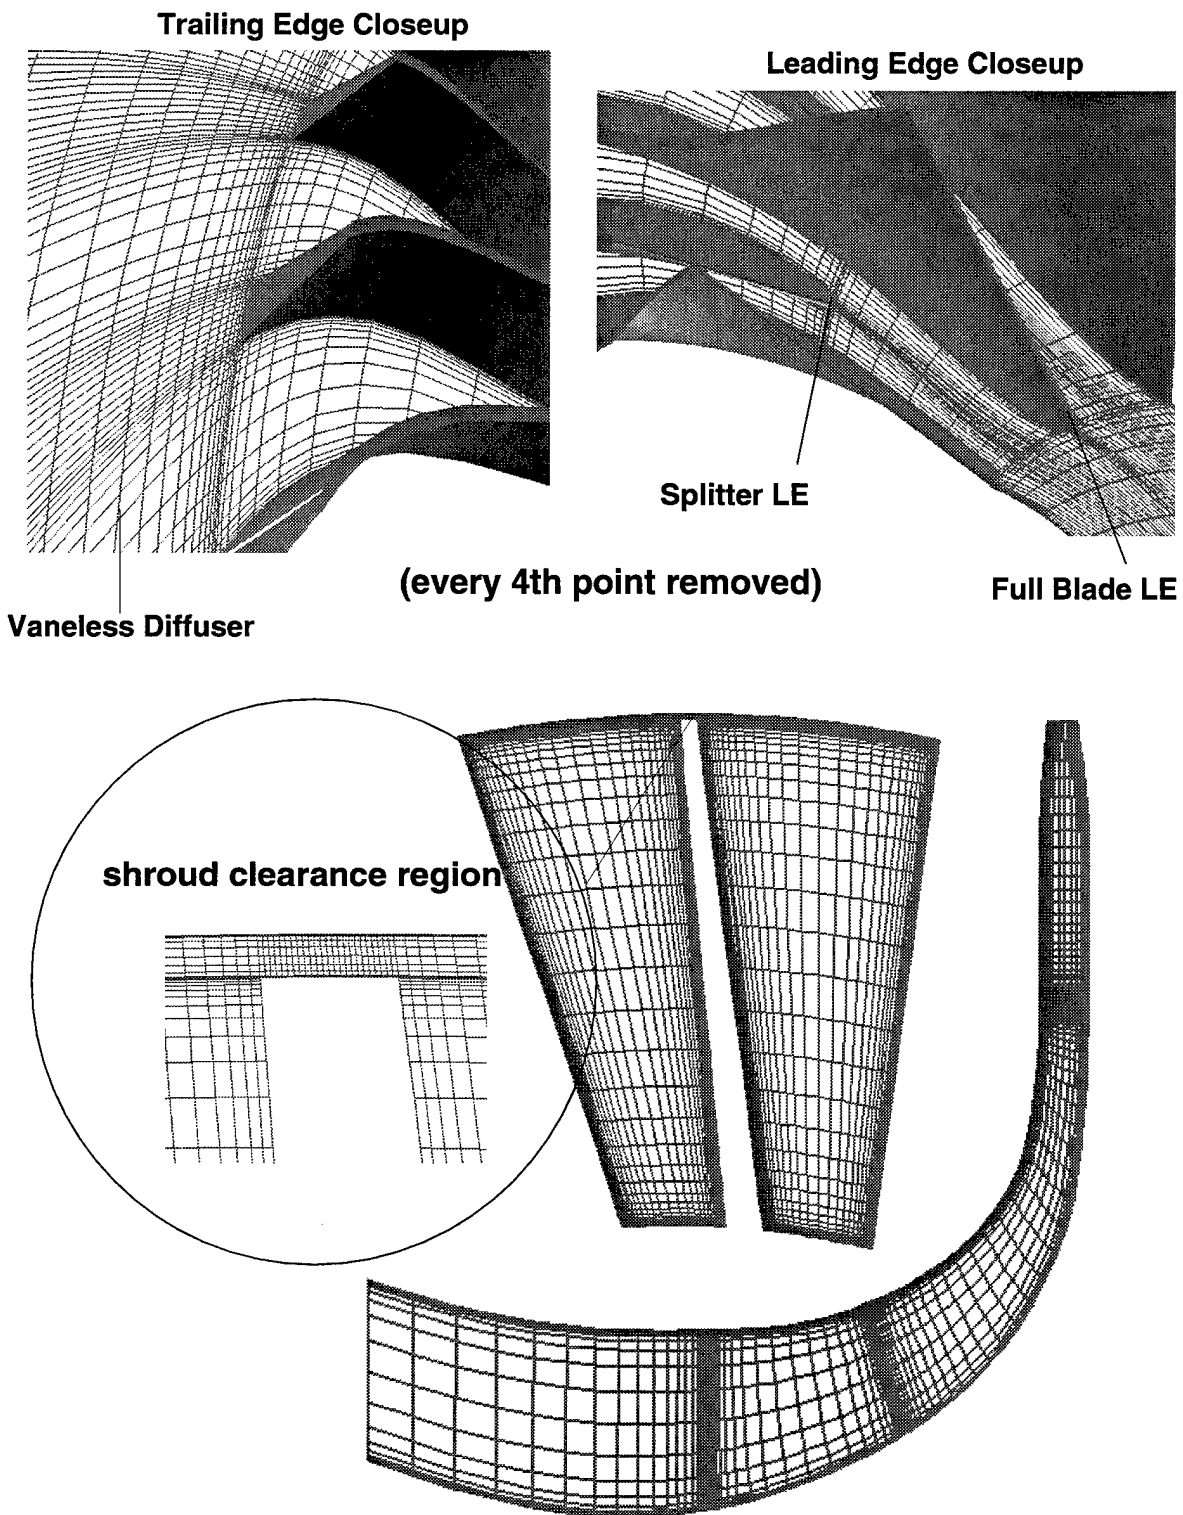 Trailing Edge Closeup
Leading Edge Closeup
Splitter LE
(every 4th point removed)
Full Blade LE
Vaneless Diffuser
shroud clearance region